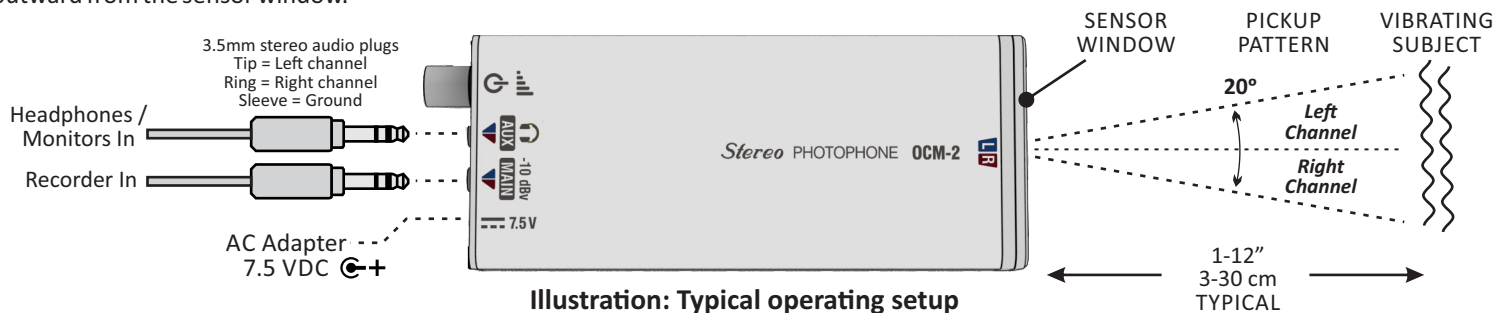 outward from the sensor window.
3.5mm stereo audio plugs
Tip = Left channel
Ring = Right channel
Sleeve = Ground
Headphones /
Monitors In
Recorder In
AC Adapter
7.5 VDC
AUX
MAIN
-10 dBv
7.5 V
Stereo PHOTOPHONE OCM-2
L R
SENSOR
WINDOW
PICKUP
PATTERN
VIBRATING
SUBJECT
20°
Left
Channel
Right
Channel
1-12”
3-30 cm
TYPICAL
Illustration: Typical operating setup